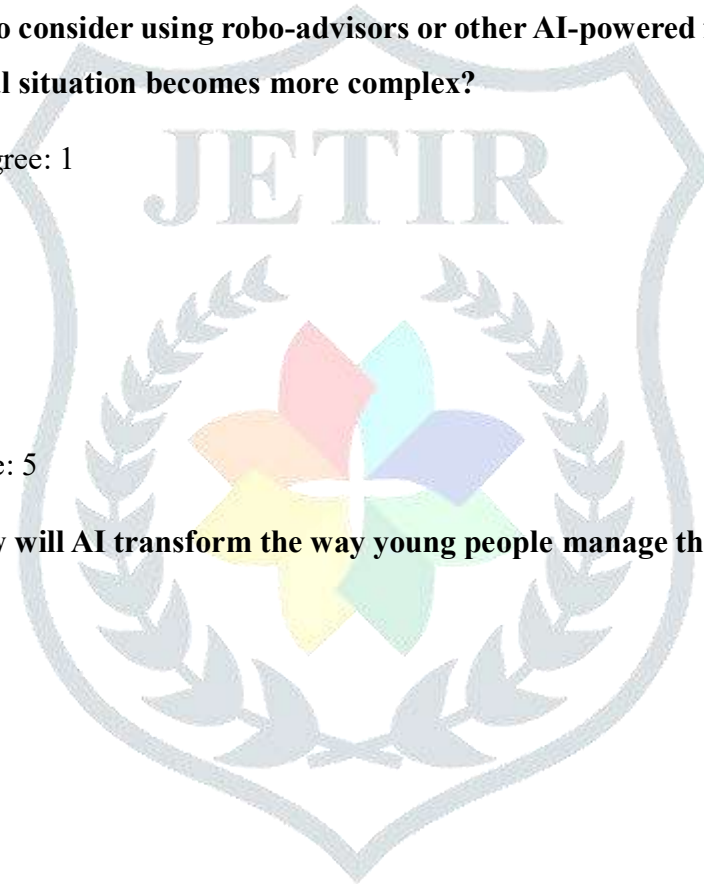 o consider using robo-advisors or other AI-powered
al situation becomes more complex?
gree: 1
JETIR
e: 5
will AI transform the way young people manage th